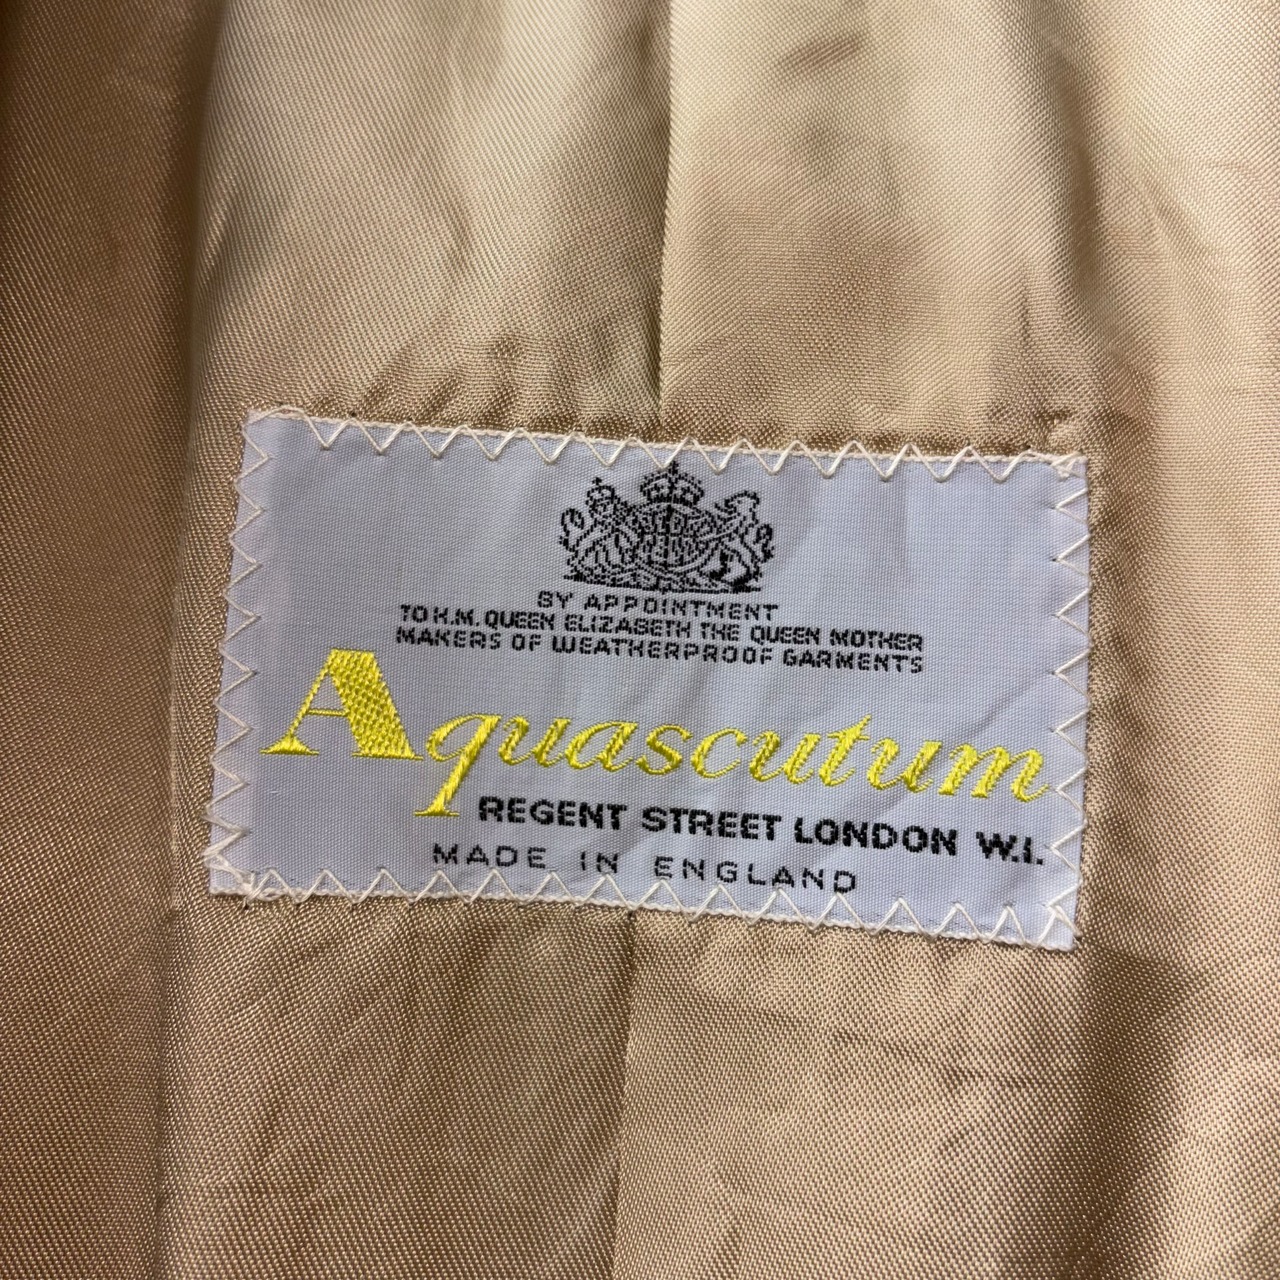 BY APPOINTMENT
TO H.M. QUEEN ELIZABETH THE QUEEN MOTHER
MAKERS OF WEATHERPROOF GARMENTS
Aquascutum
REGENT STREET LONDON W.1.
MADE IN ENGLAND